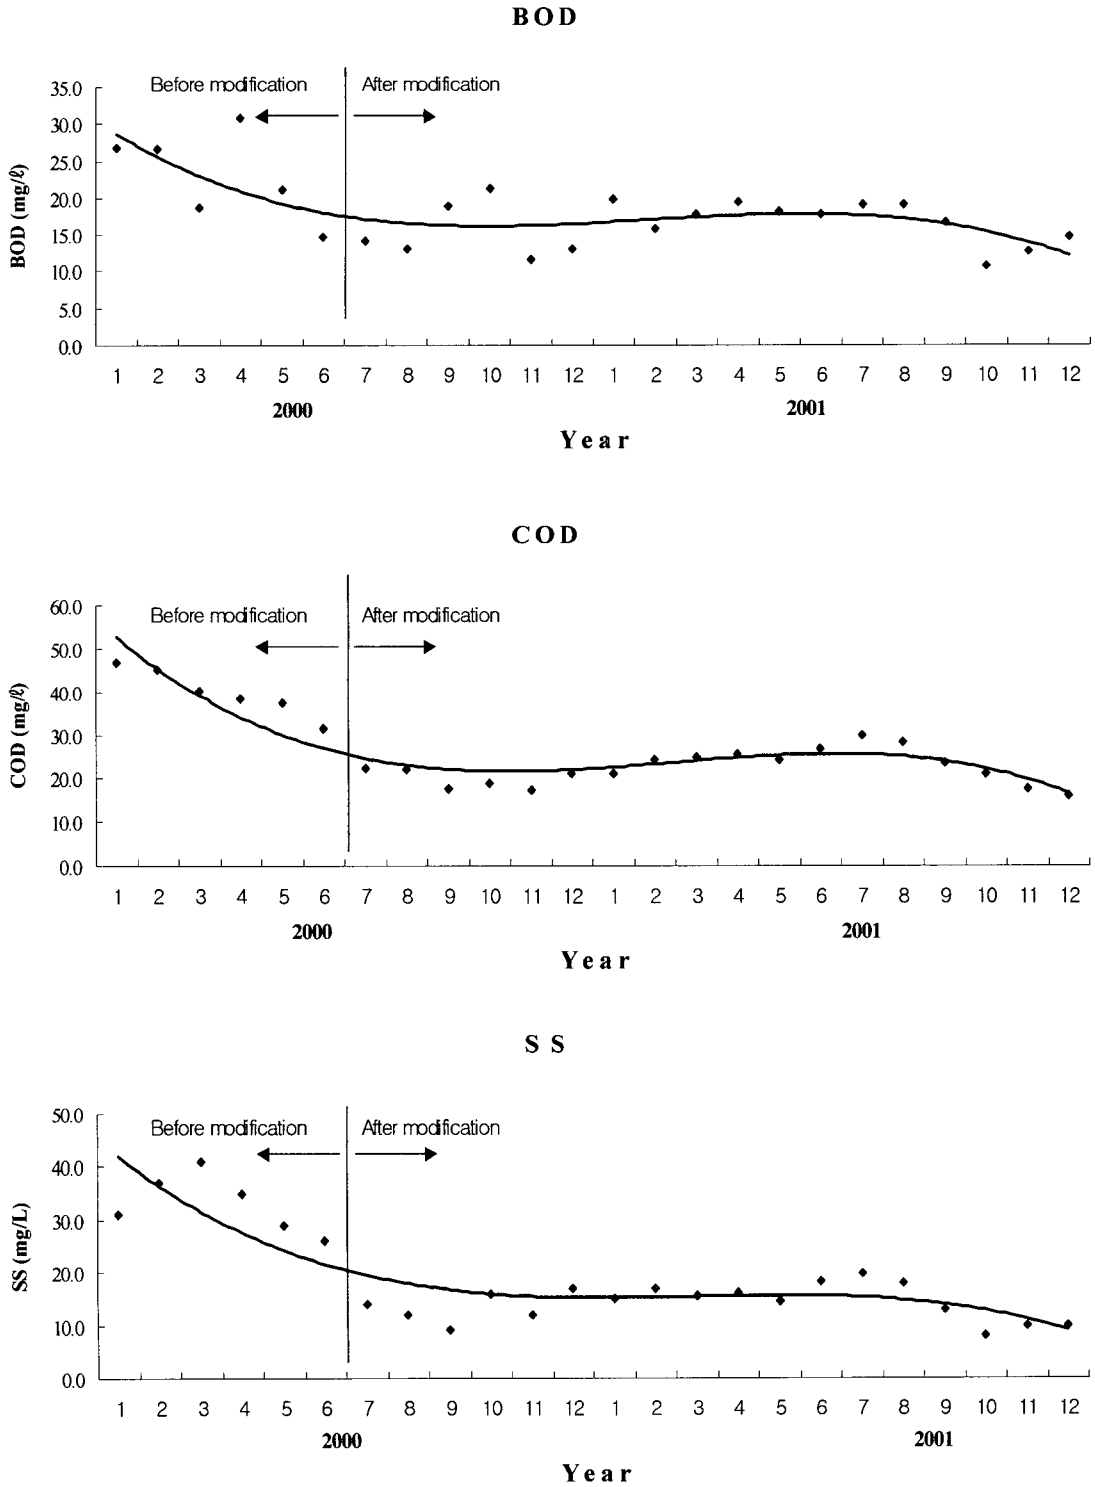 BOD
Before modification After modification
35.0
30.0
25.0
20.0
15.0
10.0
5.0
0.0
BOD (mg/ℓ)
1 2 3 4 5 6 7 8 9 10 11 12 1 2 3 4 5 6 7 8 9 10 11 12
2000 2001
Year
COD
Before modification After modification
60.0
50.0
40.0
30.0
20.0
10.0
0.0
COD (mg/ℓ)
1 2 3 4 5 6 7 8 9 10 11 12 1 2 3 4 5 6 7 8 9 10 11 12
2000 2001
Year
S S
Before modification After modification
50.0
40.0
30.0
20.0
10.0
0.0
SS (mg/L)
1 2 3 4 5 6 7 8 9 10 11 12 1 2 3 4 5 6 7 8 9 10 11 12
2000 2001
Year